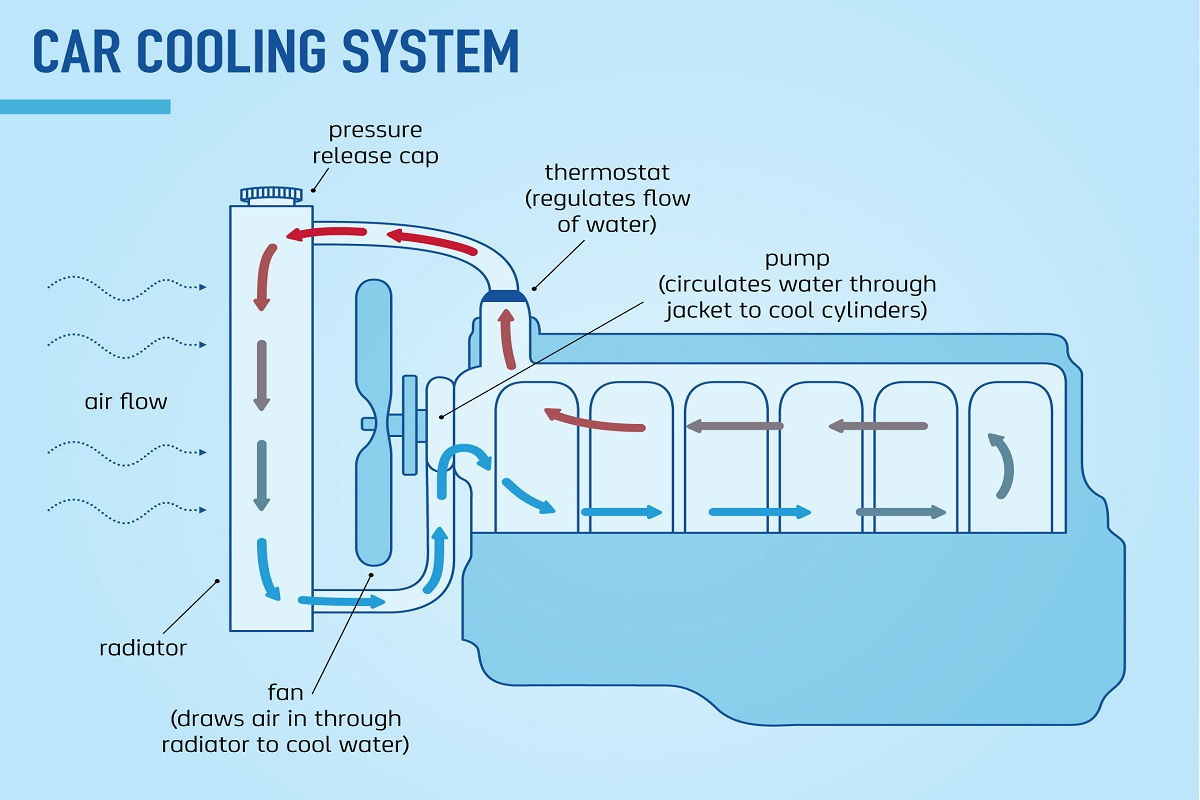 CAR COOLING SYSTEM
pressure
release cap
thermostat
(regulates flow
of water)
pump
(circulates water through
jacket to cool cylinders)
air flow
radiator
fan
(draws air in through
radiator to cool water)